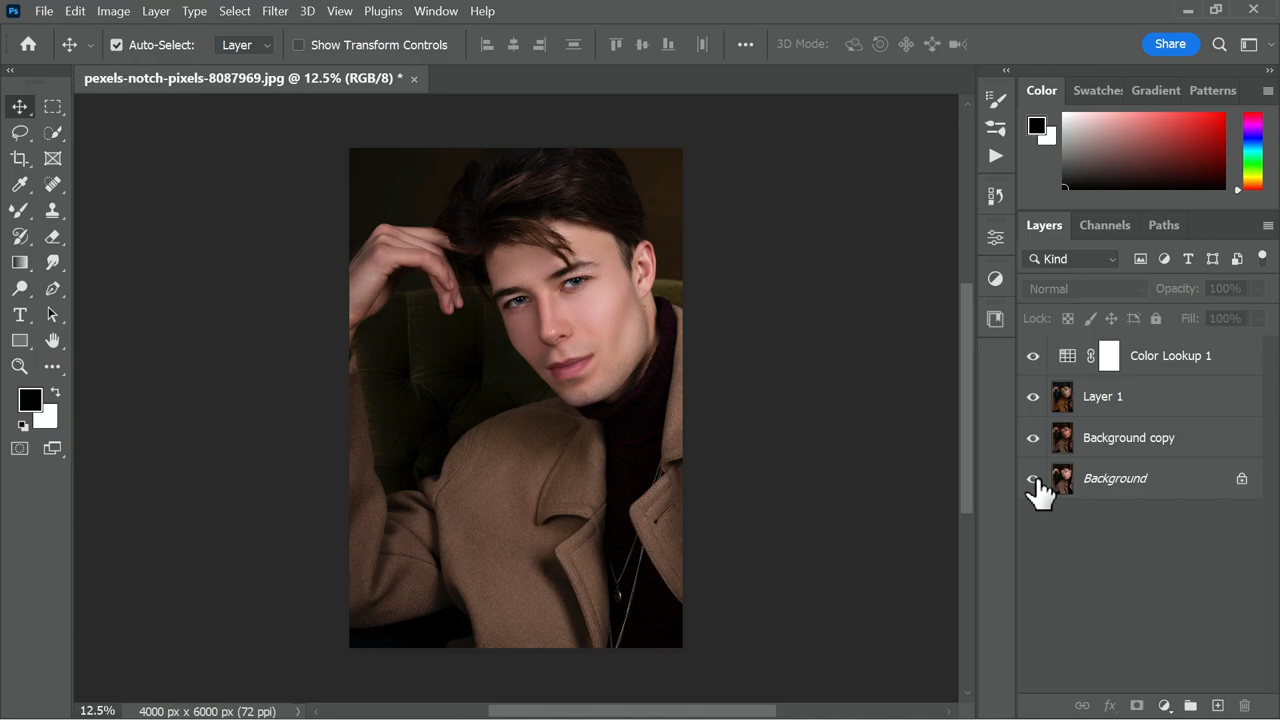 Ps File Edit Image Layer Type Select Filter 3D View Plugins Window Help
Auto-Select: Layer Show Transform Controls 3D Mode: Share
pexels-notch-pixels-8087969.jpg @ 12.5% (RGB/8) *
Color Swatches Gradient Patterns
Layers Channels Paths
Kind
Normal Opacity: 100%
Lock: Fill: 100%
Color Lookup 1
Layer 1
Background copy
Background
12.5% 4000 px x 6000 px (72 ppi)
fx